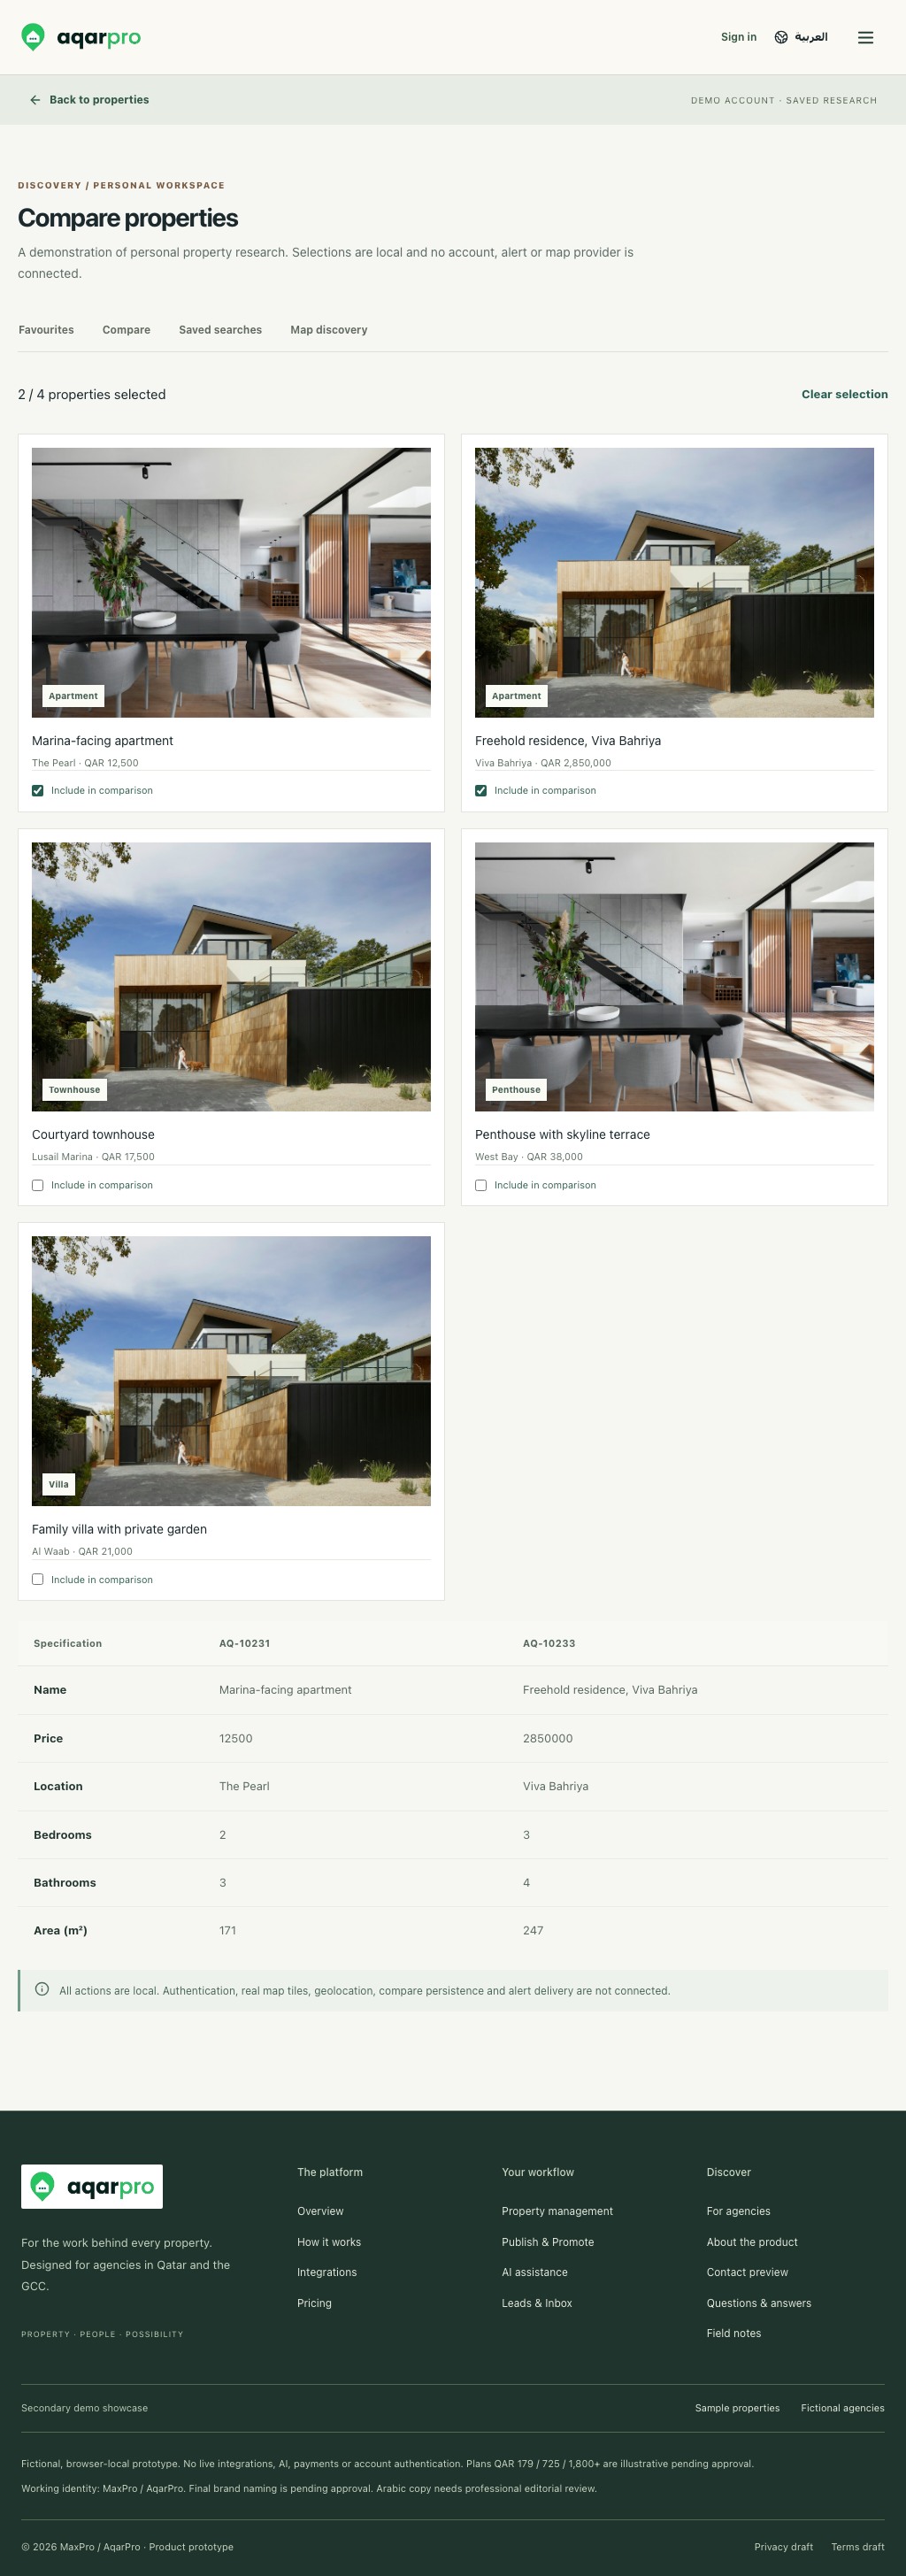 aqarpro
Sign in
العربية
Back to properties
DEMO ACCOUNT · SAVED RESEARCH
DISCOVERY / PERSONAL WORKSPACE
Compare properties
A demonstration of personal property research. Selections are local and no account, alert or map provider is
connected.
Favourites
Compare
Saved searches
Map discovery
2 / 4 properties selected
Clear selection
Apartment
Marina-facing apartment
The Pearl · QAR 12,500
Include in comparison
Apartment
Freehold residence, Viva Bahriya
Viva Bahriya · QAR 2,850,000
Include in comparison
Townhouse
Courtyard townhouse
Lusail Marina · QAR 17,500
Include in comparison
Penthouse
Penthouse with skyline terrace
West Bay · QAR 38,000
Include in comparison
Villa
Family villa with private garden
Al Waab · QAR 21,000
Include in comparison
Specification AQ-10231 AQ-10233
Name Marina-facing apartment Freehold residence, Viva Bahriya
Price 12500 2850000
Location The Pearl Viva Bahriya
Bedrooms 2 3
Bathrooms 3 4
Area (m²) 171 247
All actions are local. Authentication, real map tiles, geolocation, compare persistence and alert delivery are not connected.
aqarpro
For the work behind every property.
Designed for agencies in Qatar and the
GCC.
PROPERTY · PEOPLE · POSSIBILITY
The platform
Overview
How it works
Integrations
Pricing
Your workflow
Property management
Publish & Promote
AI assistance
Leads & Inbox
Discover
For agencies
About the product
Contact preview
Questions & answers
Field notes
Secondary demo showcase
Sample properties
Fictional agencies
Fictional, browser-local prototype. No live integrations, AI, payments or account authentication. Plans QAR 179 / 725 / 1,800+ are illustrative pending approval.
Working identity: MaxPro / AqarPro. Final brand naming is pending approval. Arabic copy needs professional editorial review.
© 2026 MaxPro / AqarPro · Product prototype
Privacy draft
Terms draft